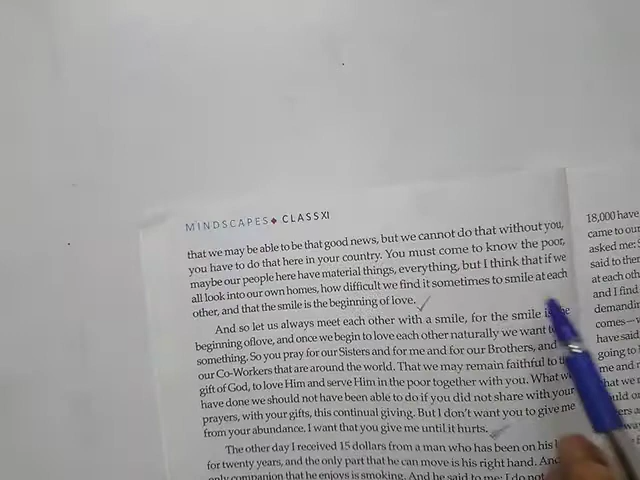 MINDSCAPES◆CLASS XI
that we may be able to be that good news, but we cannot do that without you,
you have to do that here in your country. You must come to know the poor,
maybe our people here have material things, everything, but I think that if we
all look into our own homes, how difficult we find it sometimes to smile at each
other, and that the smile is the beginning of love.
And so let us always meet each other with a smile, for the smile is the
beginning of love, and once we begin to love each other naturally we want to
something. So you pray for our Sisters and for me and for our Brothers, and
our Co-Workers that are around the world. That we may remain faithful to the
gift of God, to love Him and serve Him in the poor together with you. What we
have done we should not have been able to do if you did not share with your
prayers, with your gifts, this continual giving. But I don't want you to give me
from your abundance. I want that you give me until it hurts.
The other day I received 15 dollars from a man who has been on his
for twenty years, and the only part that he can move is his right hand. And
only companion that he enjoys is smoking. And he said to me: I do not
18,000 have
came to our
asked me:
said to them
at each othe
and I find
demandin
comes—
have said
going to
me and